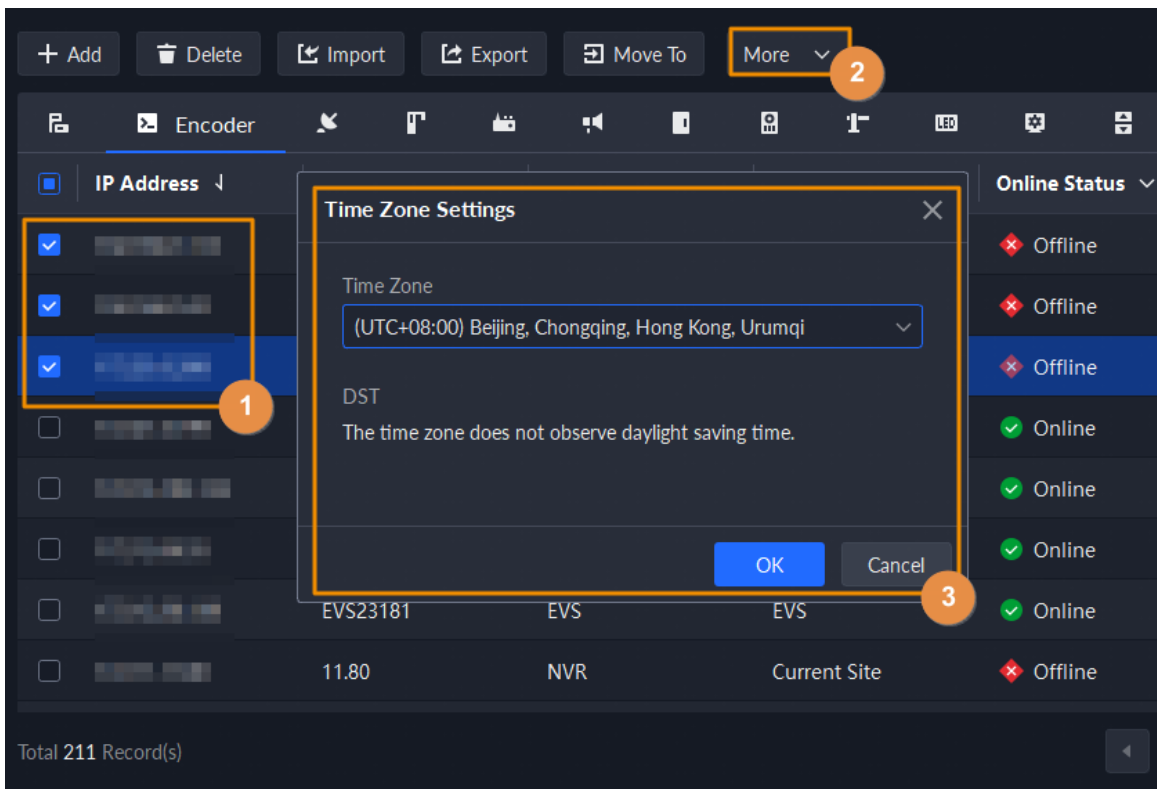 + Add Delete Import Export Move To More
2
Encoder LED
IP Address Online Status
Time Zone Settings
Offline
Time Zone
(UTC+08:00) Beijing, Chongqing, Hong Kong, Urumqi
Offline
Offline
1
DST
The time zone does not observe daylight saving time.
Online
Online
OK Cancel
Online
3
EVS23181 EVS EVS Online
11.80 NVR Current Site Offline
Total 211 Record(s)